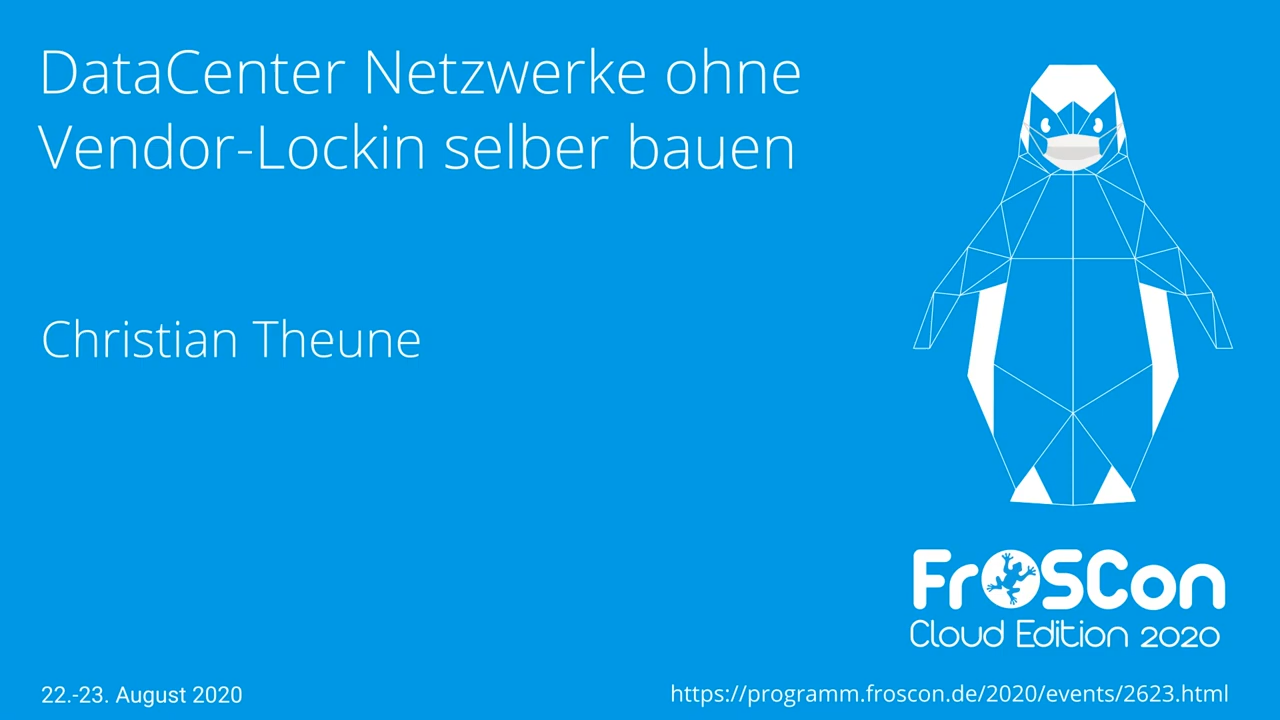 DataCenter Netzwerke ohne
Vendor-Lockin selber bauen
Christian Theune
FrOSCon
Cloud Edition 2020
22.-23. August 2020
https://programm.froscon.de/2020/events/2623.html